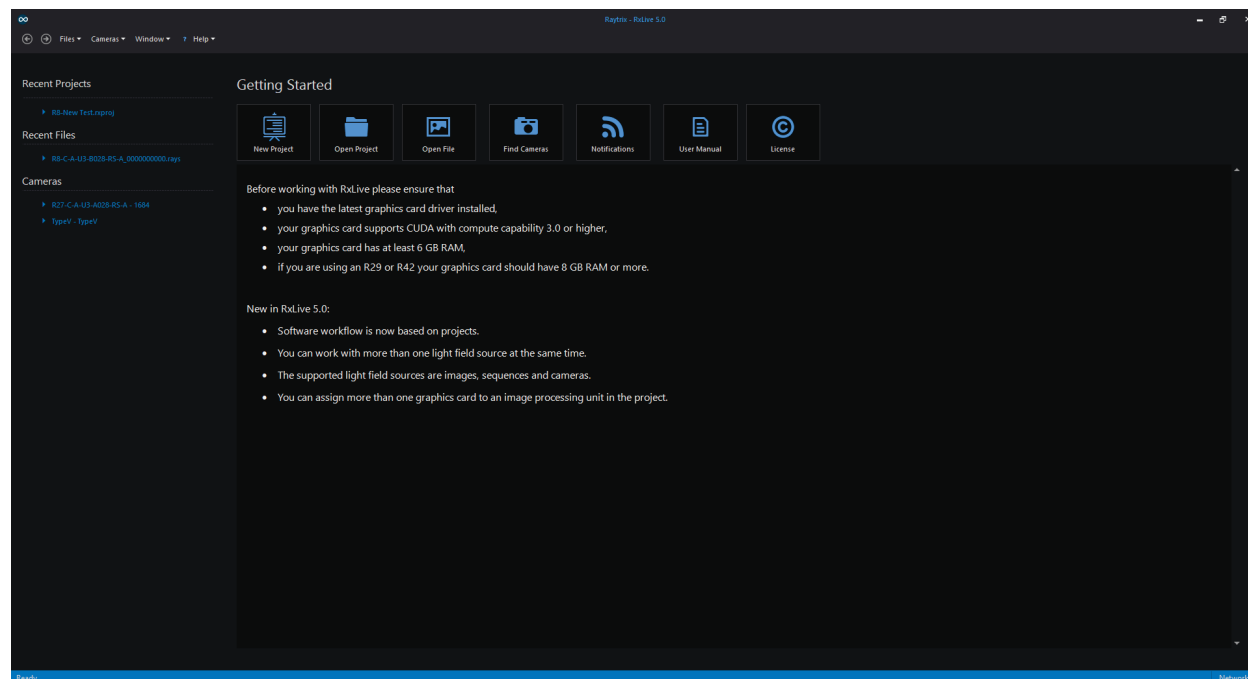 Raytrix - RxLive 5.0
Files Cameras Window ? Help
Recent Projects
R8-New Test.rxproj
Recent Files
R8-C-A-U3-B028-RS-A_0000000000.rays
Cameras
R27-C-A-U3-A028-RS-A - 1684
TypeV - TypeV
Getting Started
New Project Open Project Open File Find Cameras Notifications User Manual License
Before working with RxLive please ensure that
• you have the latest graphics card driver installed,
• your graphics card supports CUDA with compute capability 3.0 or higher,
• your graphics card has at least 6 GB RAM,
• if you are using an R29 or R42 your graphics card should have 8 GB RAM or more.
New in RxLive 5.0:
• Software workflow is now based on projects.
• You can work with more than one light field source at the same time.
• The supported light field sources are images, sequences and cameras.
• You can assign more than one graphics card to an image processing unit in the project.
Ready Network